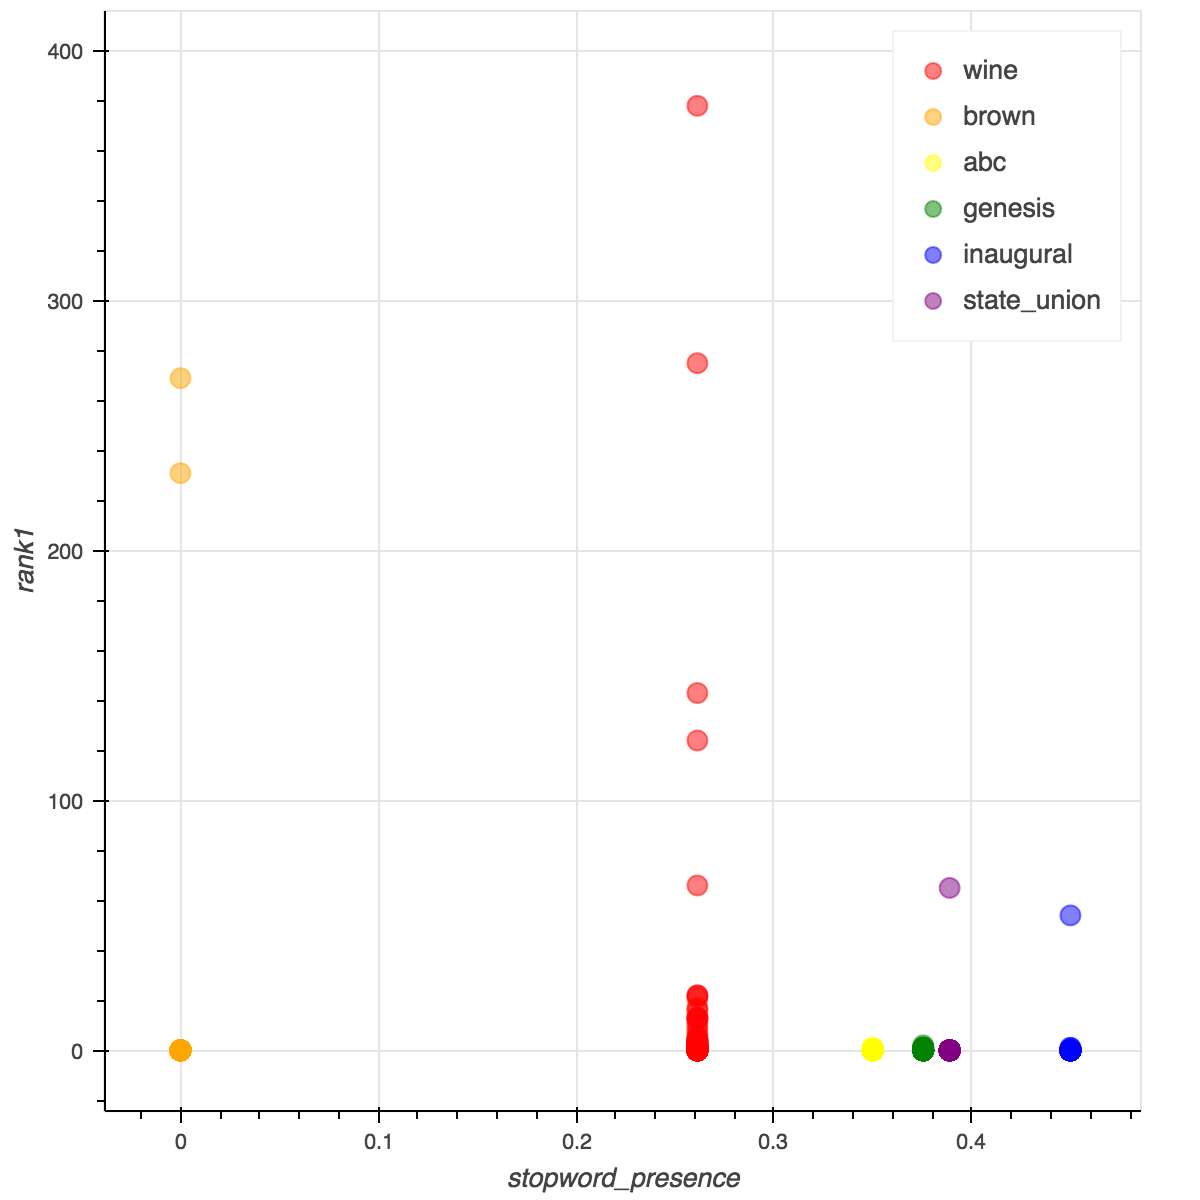 400
300
200
100
0
rank1
wine
brown
abc
genesis
inaugural
state_union
0
0.1
0.2
0.3
0.4
stopword_presence